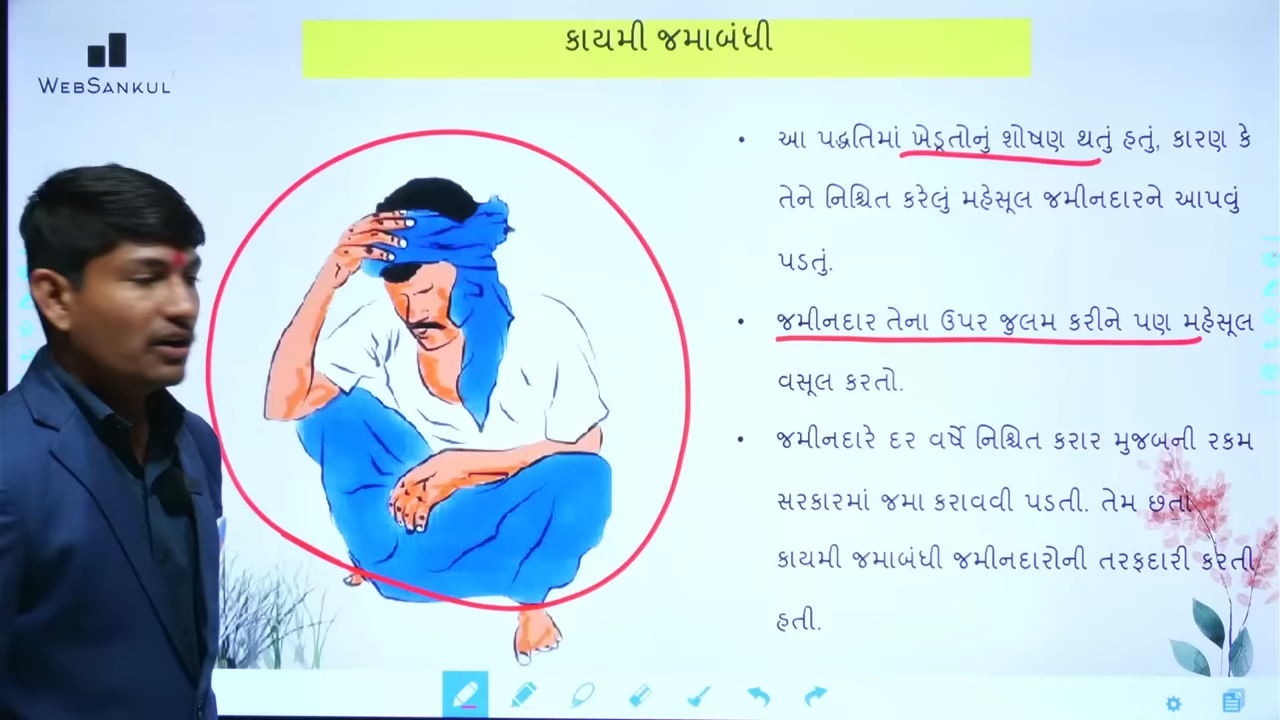 WEBSANKUL
કાયમી જમાબંધી
• આ પદ્ધતિમાં ખેડૂતોનું શોષણ થતું હતું, કારણ કે
તેને નિશ્ચિત કરેલું મહેસૂલ જમીનદારને આપવું
પડતું.
• જમીનદાર તેના ઉપર જુલમ કરીને પણ મહેસૂલ
વસૂલ કરતો.
• જમીનદારે દર વર્ષે નિશ્ચિત કરાર મુજબની રકમ
સરકારમાં જમા કરાવવી પડતી. તેમ છતાં
કાયમી જમાબંધી જમીનદારોની તરફદારી કરતી
હતી.